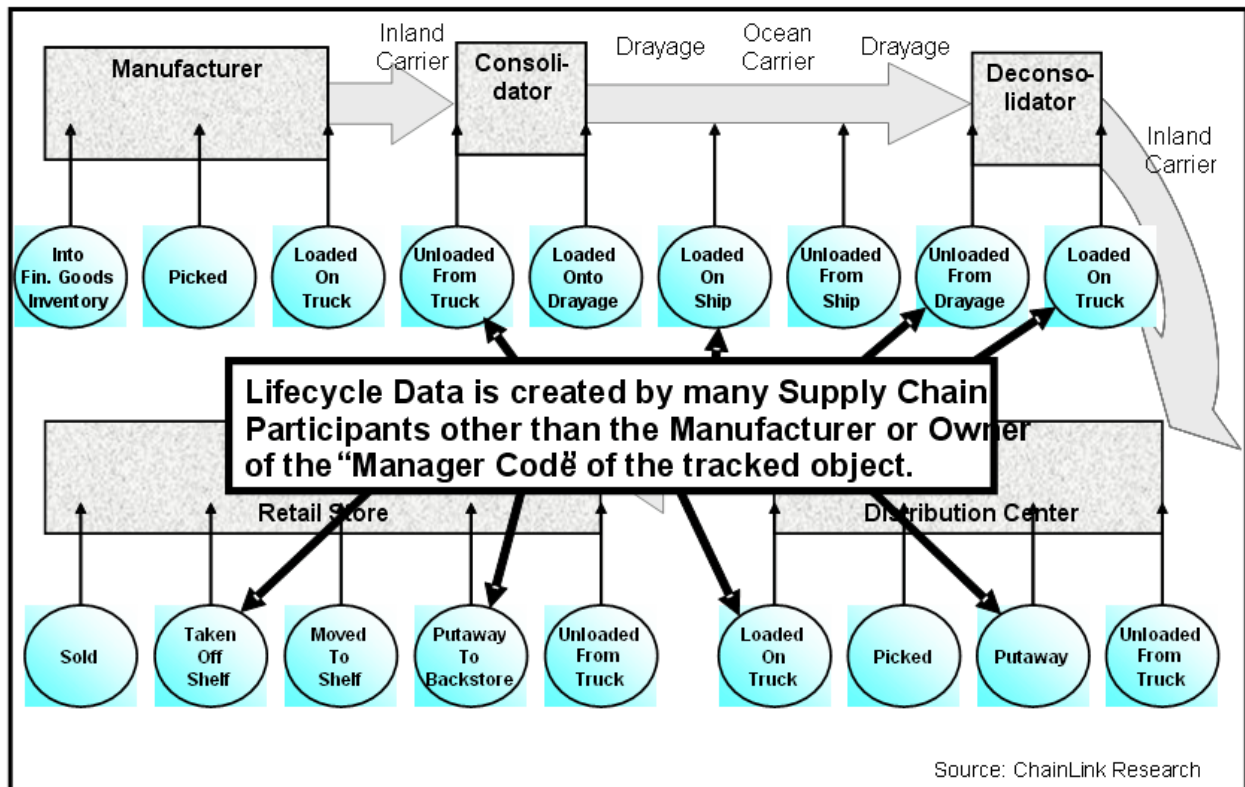 Manufacturer
Inland
Carrier
Consoli-
dator
Drayage
Ocean
Carrier
Drayage
Deconso-
lidator
Inland
Carrier
Into
Fin. Goods
Inventory
Picked
Loaded
On
Truck
Unloaded
From
Truck
Loaded
Onto
Drayage
Loaded
On
Ship
Unloaded
From
Ship
Unloaded
From
Drayage
Loaded
On
Truck
Lifecycle Data is created by many Supply Chain
Participants other than the Manufacturer or Owner
of the “Manager Code” of the tracked object.
Retail Store
Distribution Center
Sold
Taken
Off
Shelf
Moved
To
Shelf
Putaway
To
Backstore
Unloaded
From
Truck
Loaded
On
Truck
Picked
Putaway
Unloaded
From
Truck
Source: ChainLink Research